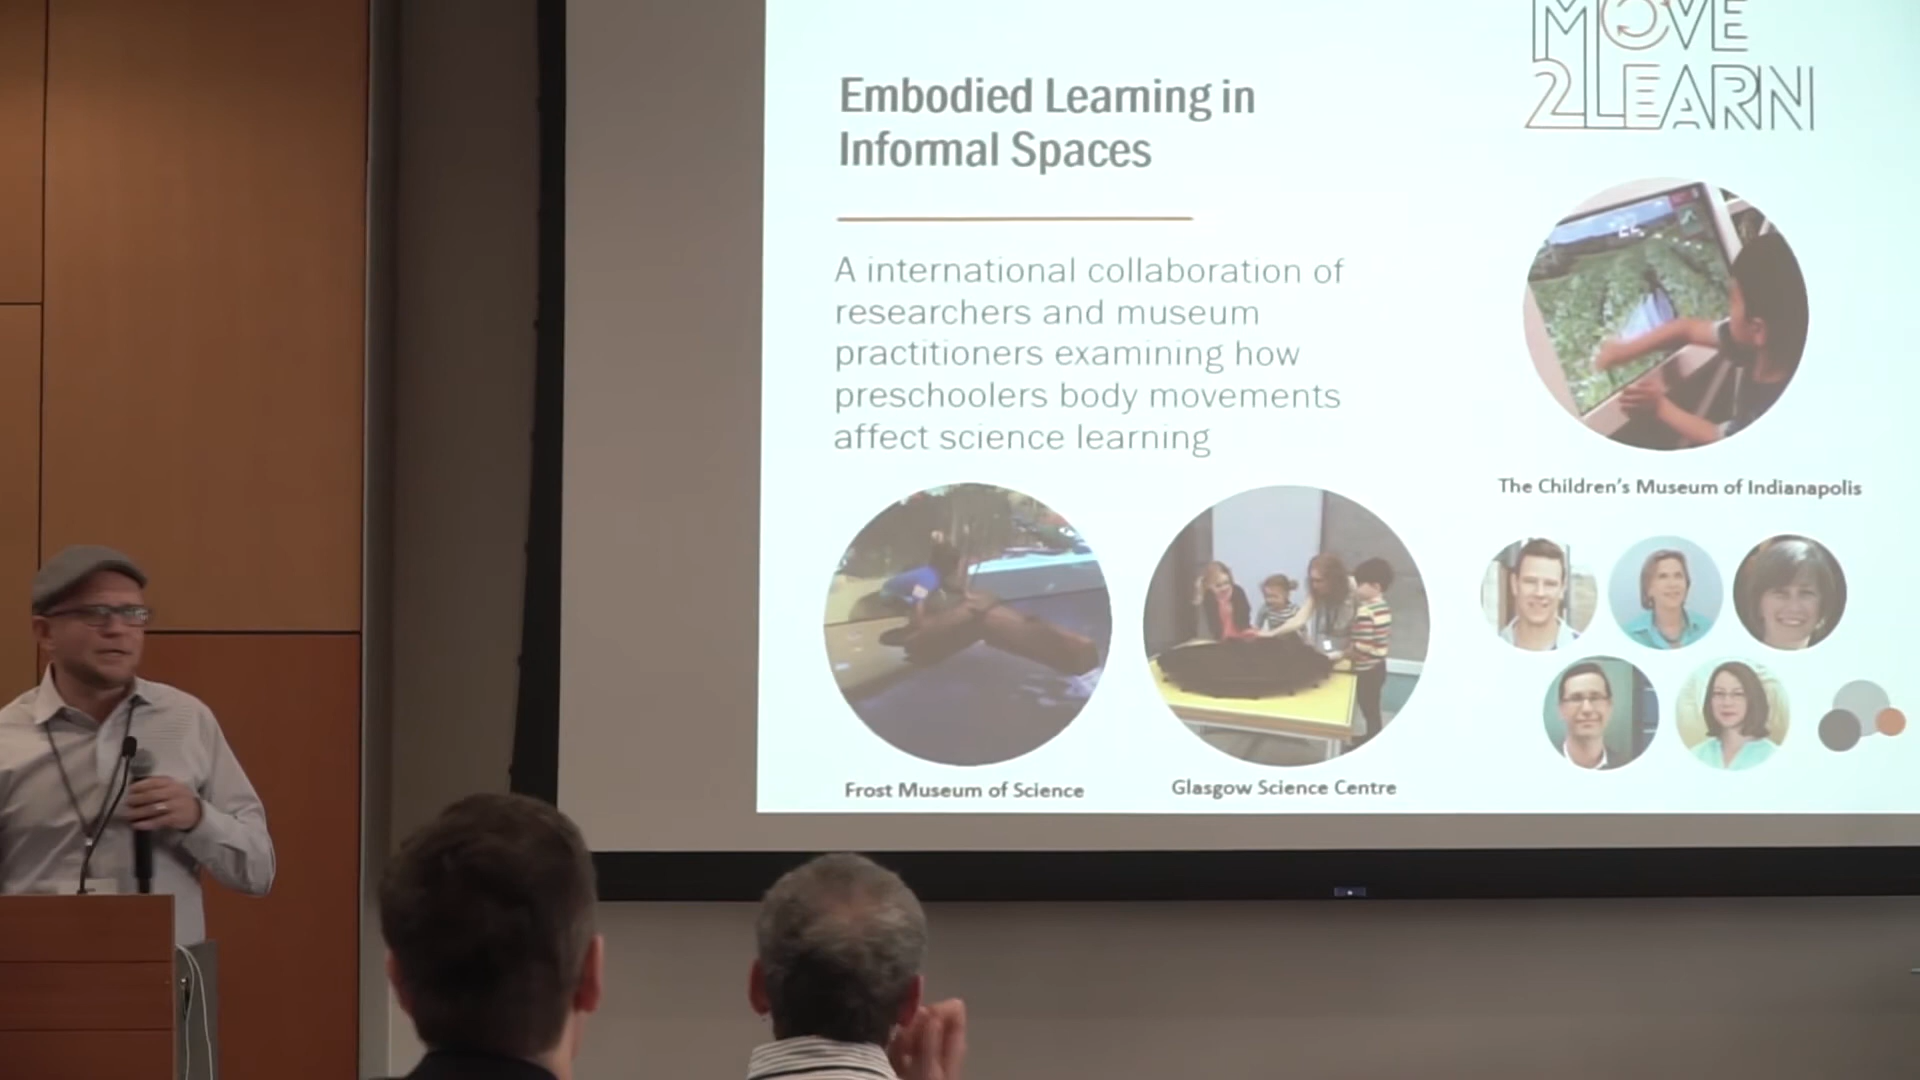 MOVE
2LEARN
Embodied Learning in
Informal Spaces
A international collaboration of
researchers and museum
practitioners examining how
preschoolers body movements
affect science learning
The Children's Museum of Indianapolis
Frost Museum of Science
Glasgow Science Centre